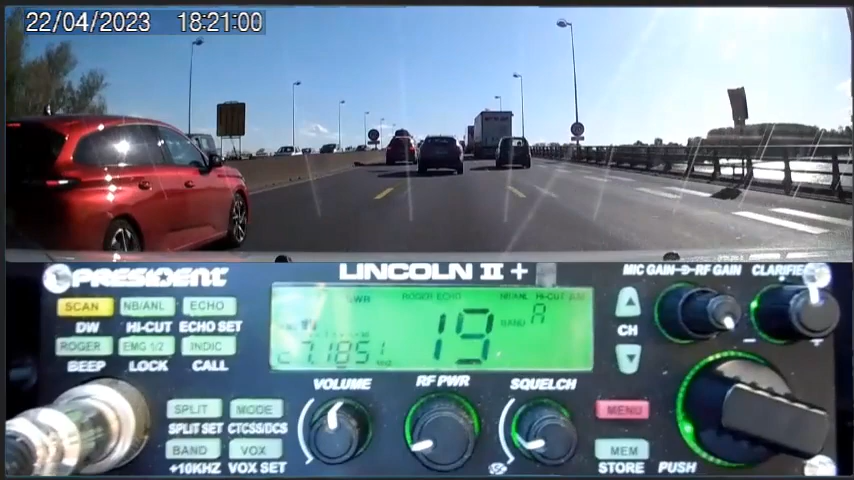 22/04/2023 18:21:00
PRESIDENT
LINCOLN II +
MIC GAIN RF GAIN CLARIFIE
SCAN NB/ANL ECHO
DW HI-CUT ECHO SET
ROGER EMG 1/2 INDIC
BEEP LOCK CALL
ROGER ECHO NB/ANL HI-CUT
19 BAND A
CH
VOLUME RF PWR SQUELCH
SPLIT MODE
SPLIT SET CTCSS/DCS
BAND VOX
+10KHZ VOX SET
MENU
MEM
STORE PUSH